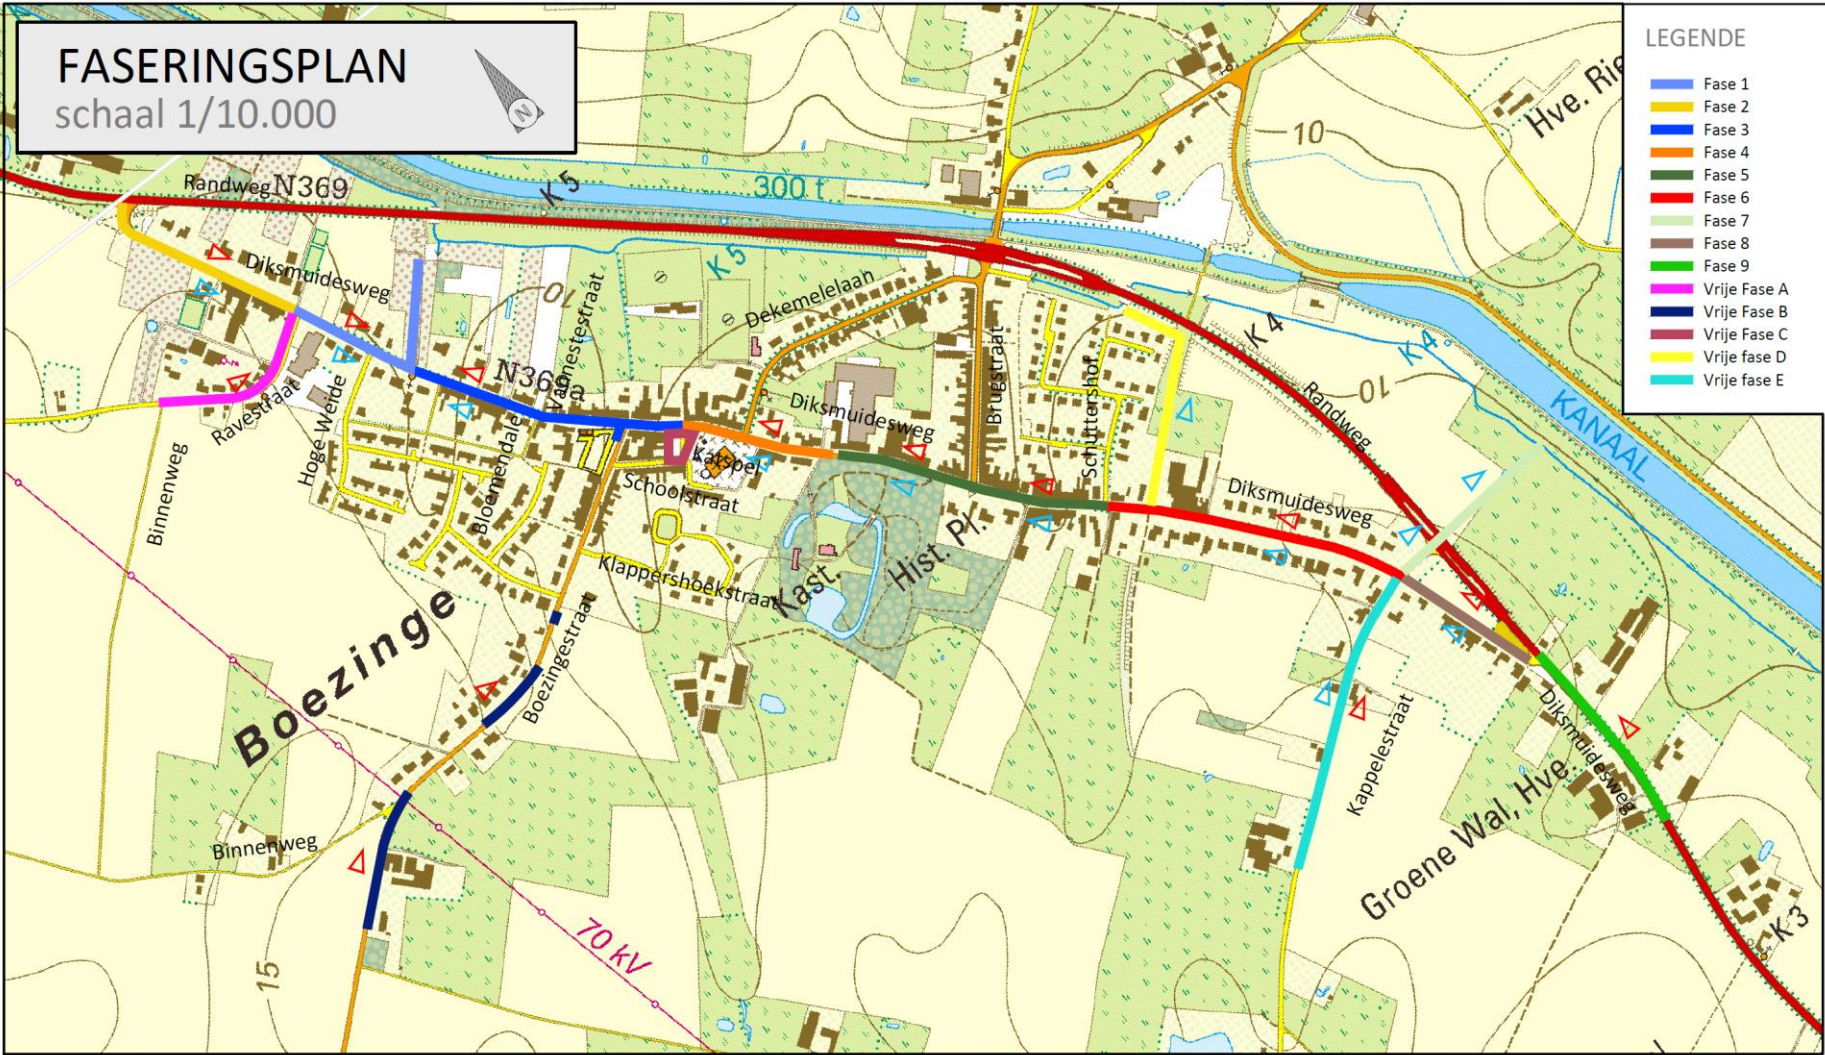 FASERINGSPLAN
schaal 1/10.000
N
LEGENDE
Fase 1
Fase 2
Fase 3
Fase 4
Fase 5
Fase 6
Fase 7
Fase 8
Fase 9
Vrije Fase A
Vrije Fase B
Vrije Fase C
Vrije fase D
Vrije fase E
Hve. Rie
10
Randweg
N369
K 5
300 t
K 5
Diksmuidesweg
10
Vammestraat
Dekemelelaan
K 4
K 4
10
KANAAL
N369a
Diksmuidesweg
Brugstraat
Schuttershof
Randweg
Ravestraat
Hoge Weide
Bloemendale
Katspel
Schoolstraat
Diksmuidesweg
Binnenweg
Klappershoekstraat
Kast.
Hist. Pl.
Boezinge
Boezingestraat
Kappelestraat
Diksmuidesweg
Groene Wal, Hve.
Binnenweg
70 kV
15
K 3